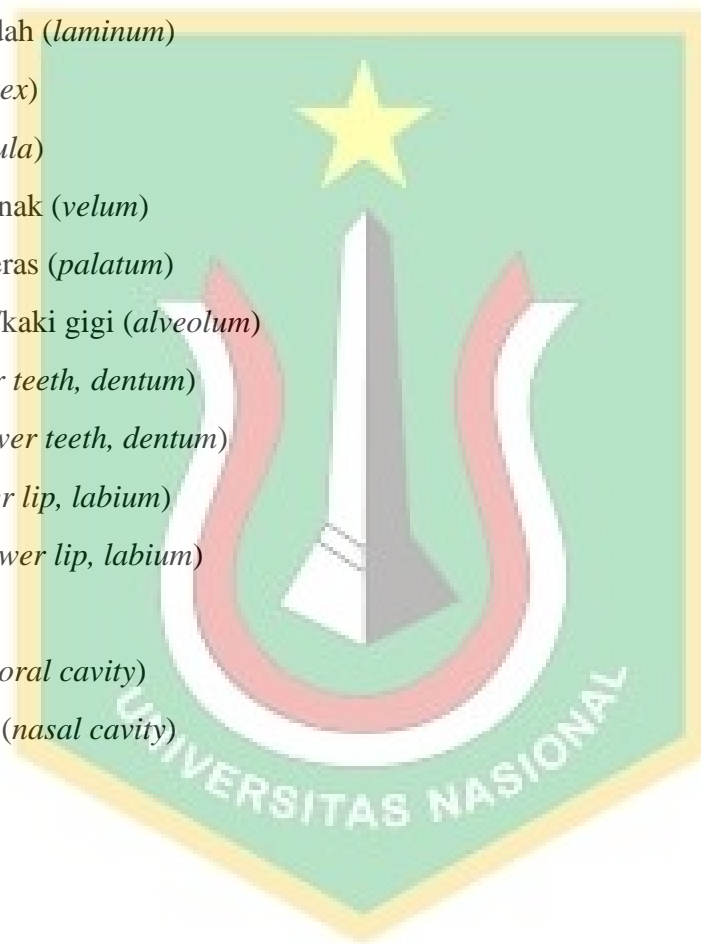 dah (laminum)
ex)
ula)
nak (velum)
eras (palatum)
/kaki gigi (alveolum)
r teeth, dentum)
wer teeth, dentum)
r lip, labium)
wer lip, labium)
oral cavity)
(nasal cavity)
UNIVERSITAS NASIONAL